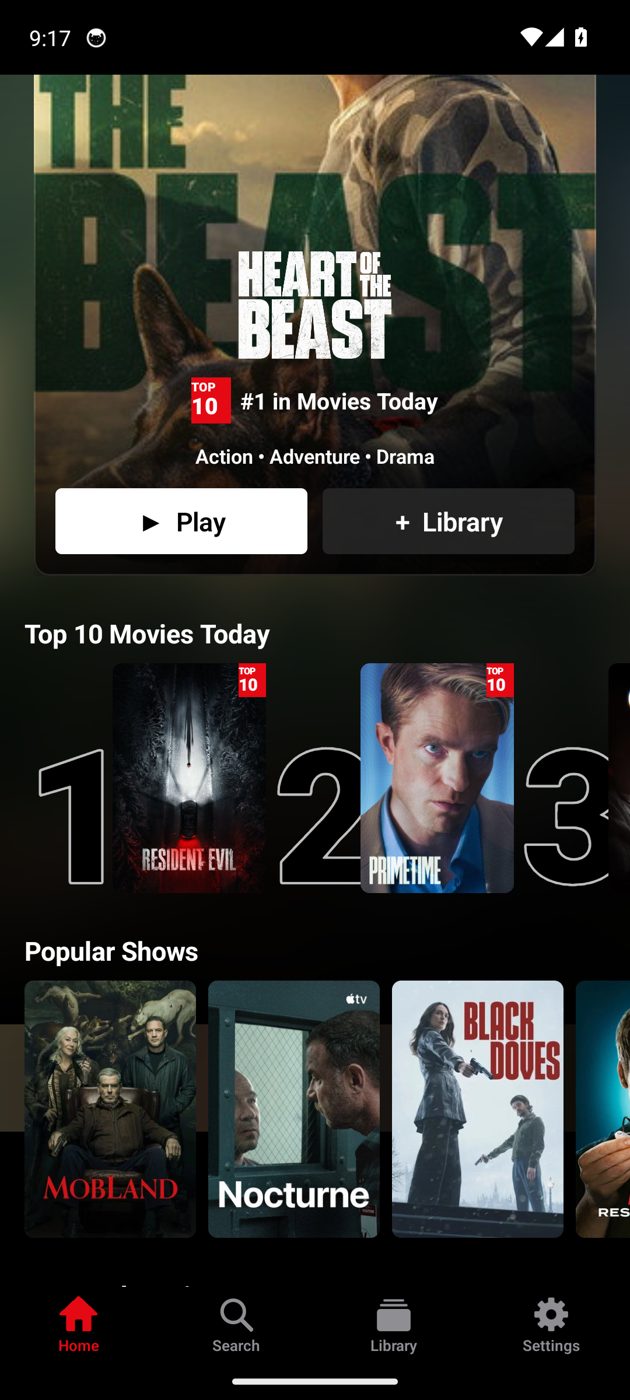 9:17
THE
BEAST
HEART OF THE
BEAST
TOP
10
#1 in Movies Today
Action • Adventure • Drama
▶ Play
+ Library
Top 10 Movies Today
1
TOP
10
RESIDENT EVIL
2
TOP
10
PRIMETIME
3
Popular Shows
MOBLAND
tv
Nocturne
BLACK
DOVES
RES
Home
Search
Library
Settings